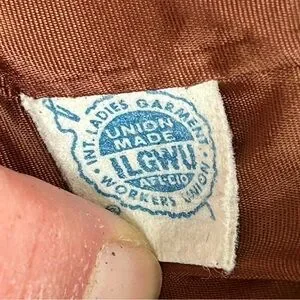 INT. LADIES GARMENT
UNION
MADE
ILGWU
AFL-CIO
WORKERS UNION
®